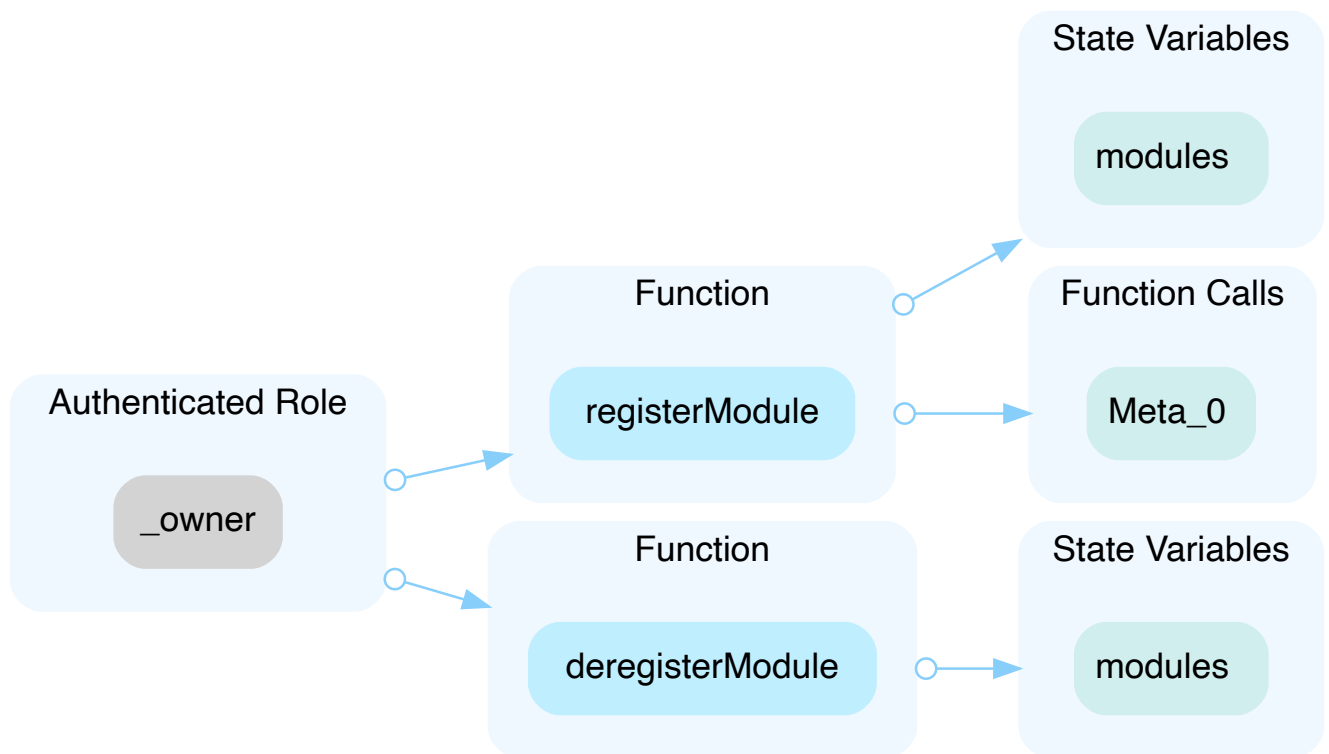 State Variables
modules
Function
registerModule
Function Calls
Meta_0
Authenticated Role
_owner
Function
deregisterModule
State Variables
modules